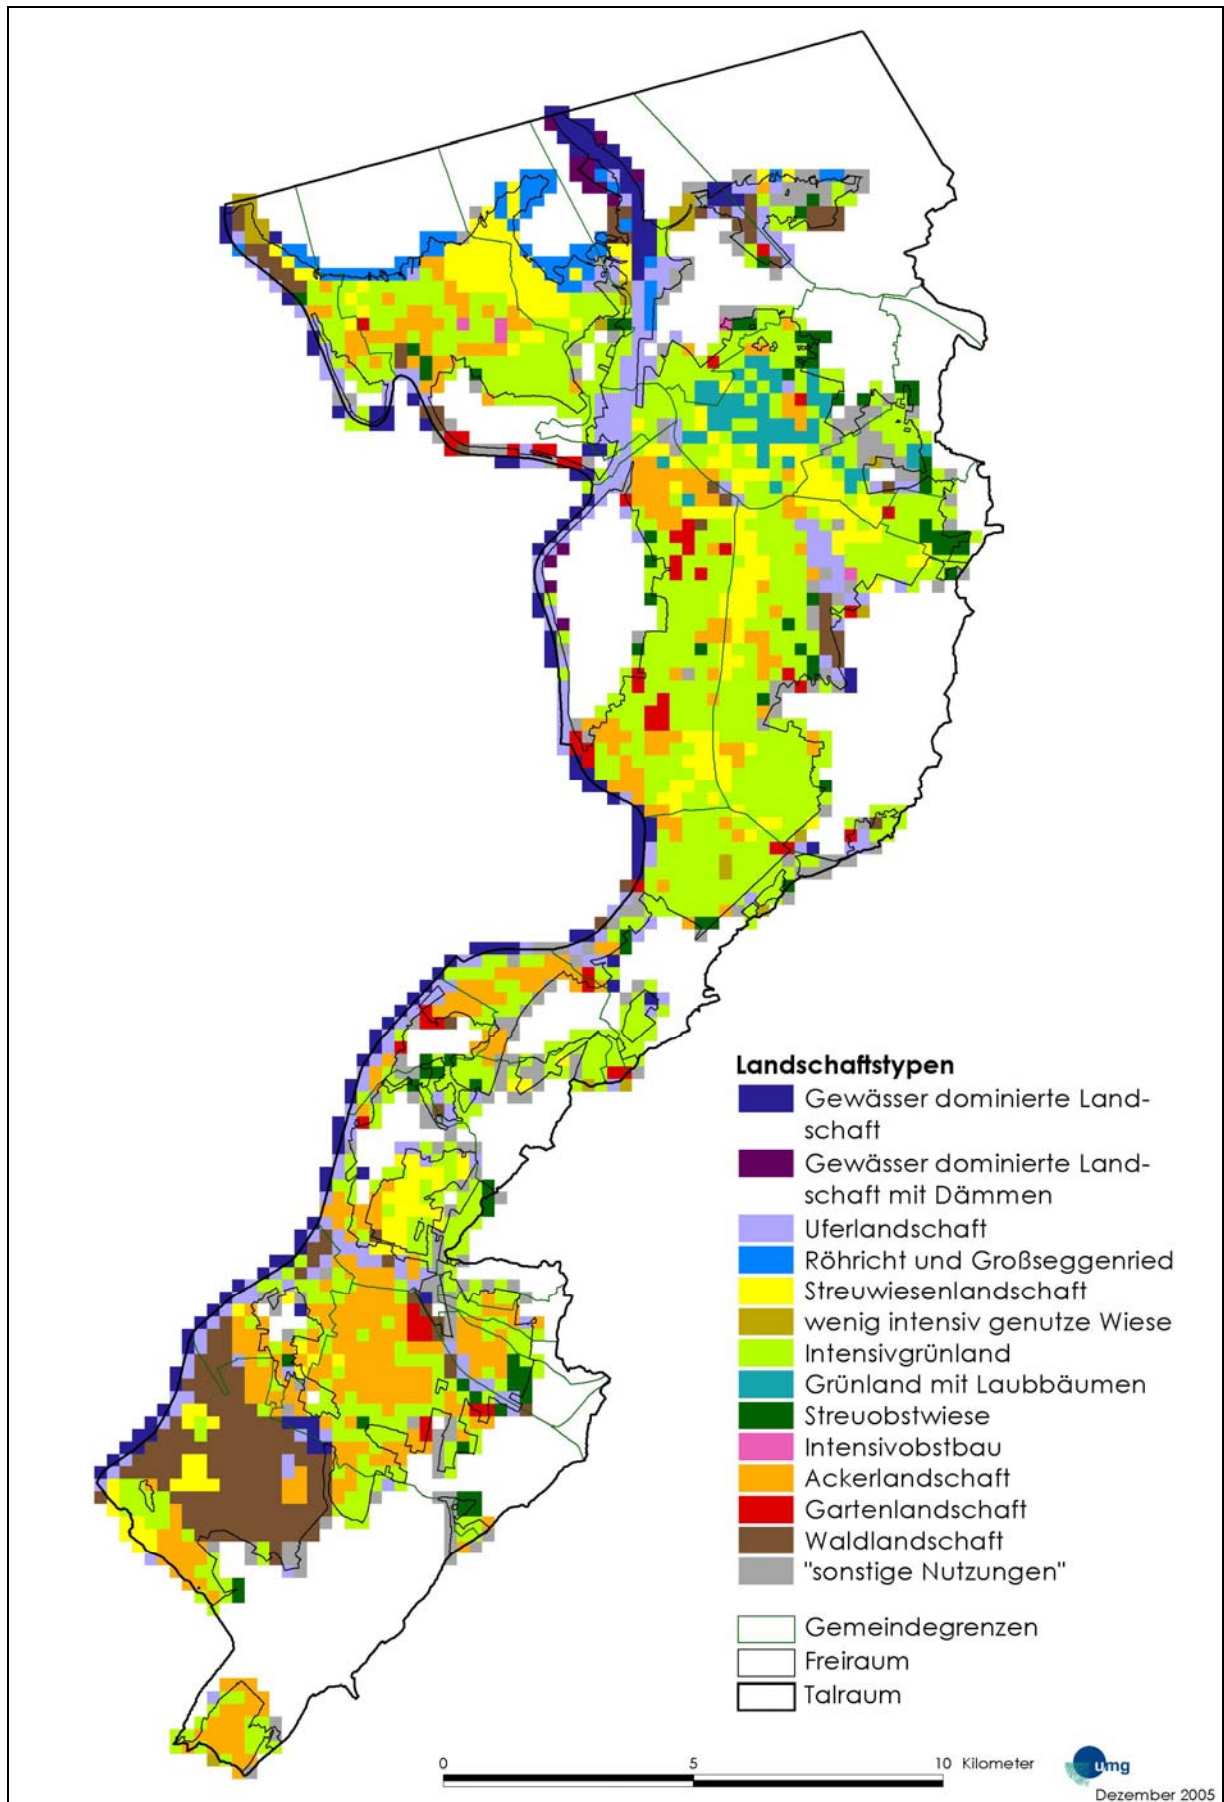 Landschaftstypen
Gewässer dominierte Land-
schaft
Gewässer dominierte Land-
schaft mit Dämmen
Uferlandschaft
Röhricht und Großseggenried
Streuwiesenlandschaft
wenig intensiv genutze Wiese
Intensivgrünland
Grünland mit Laubbäumen
Streuobstwiese
Intensivobstbau
Ackerlandschaft
Gartenlandschaft
Waldlandschaft
"sonstige Nutzungen"
Gemeindegrenzen
Freiraum
Talraum
0 5 10 Kilometer
umg
Dezember 2005